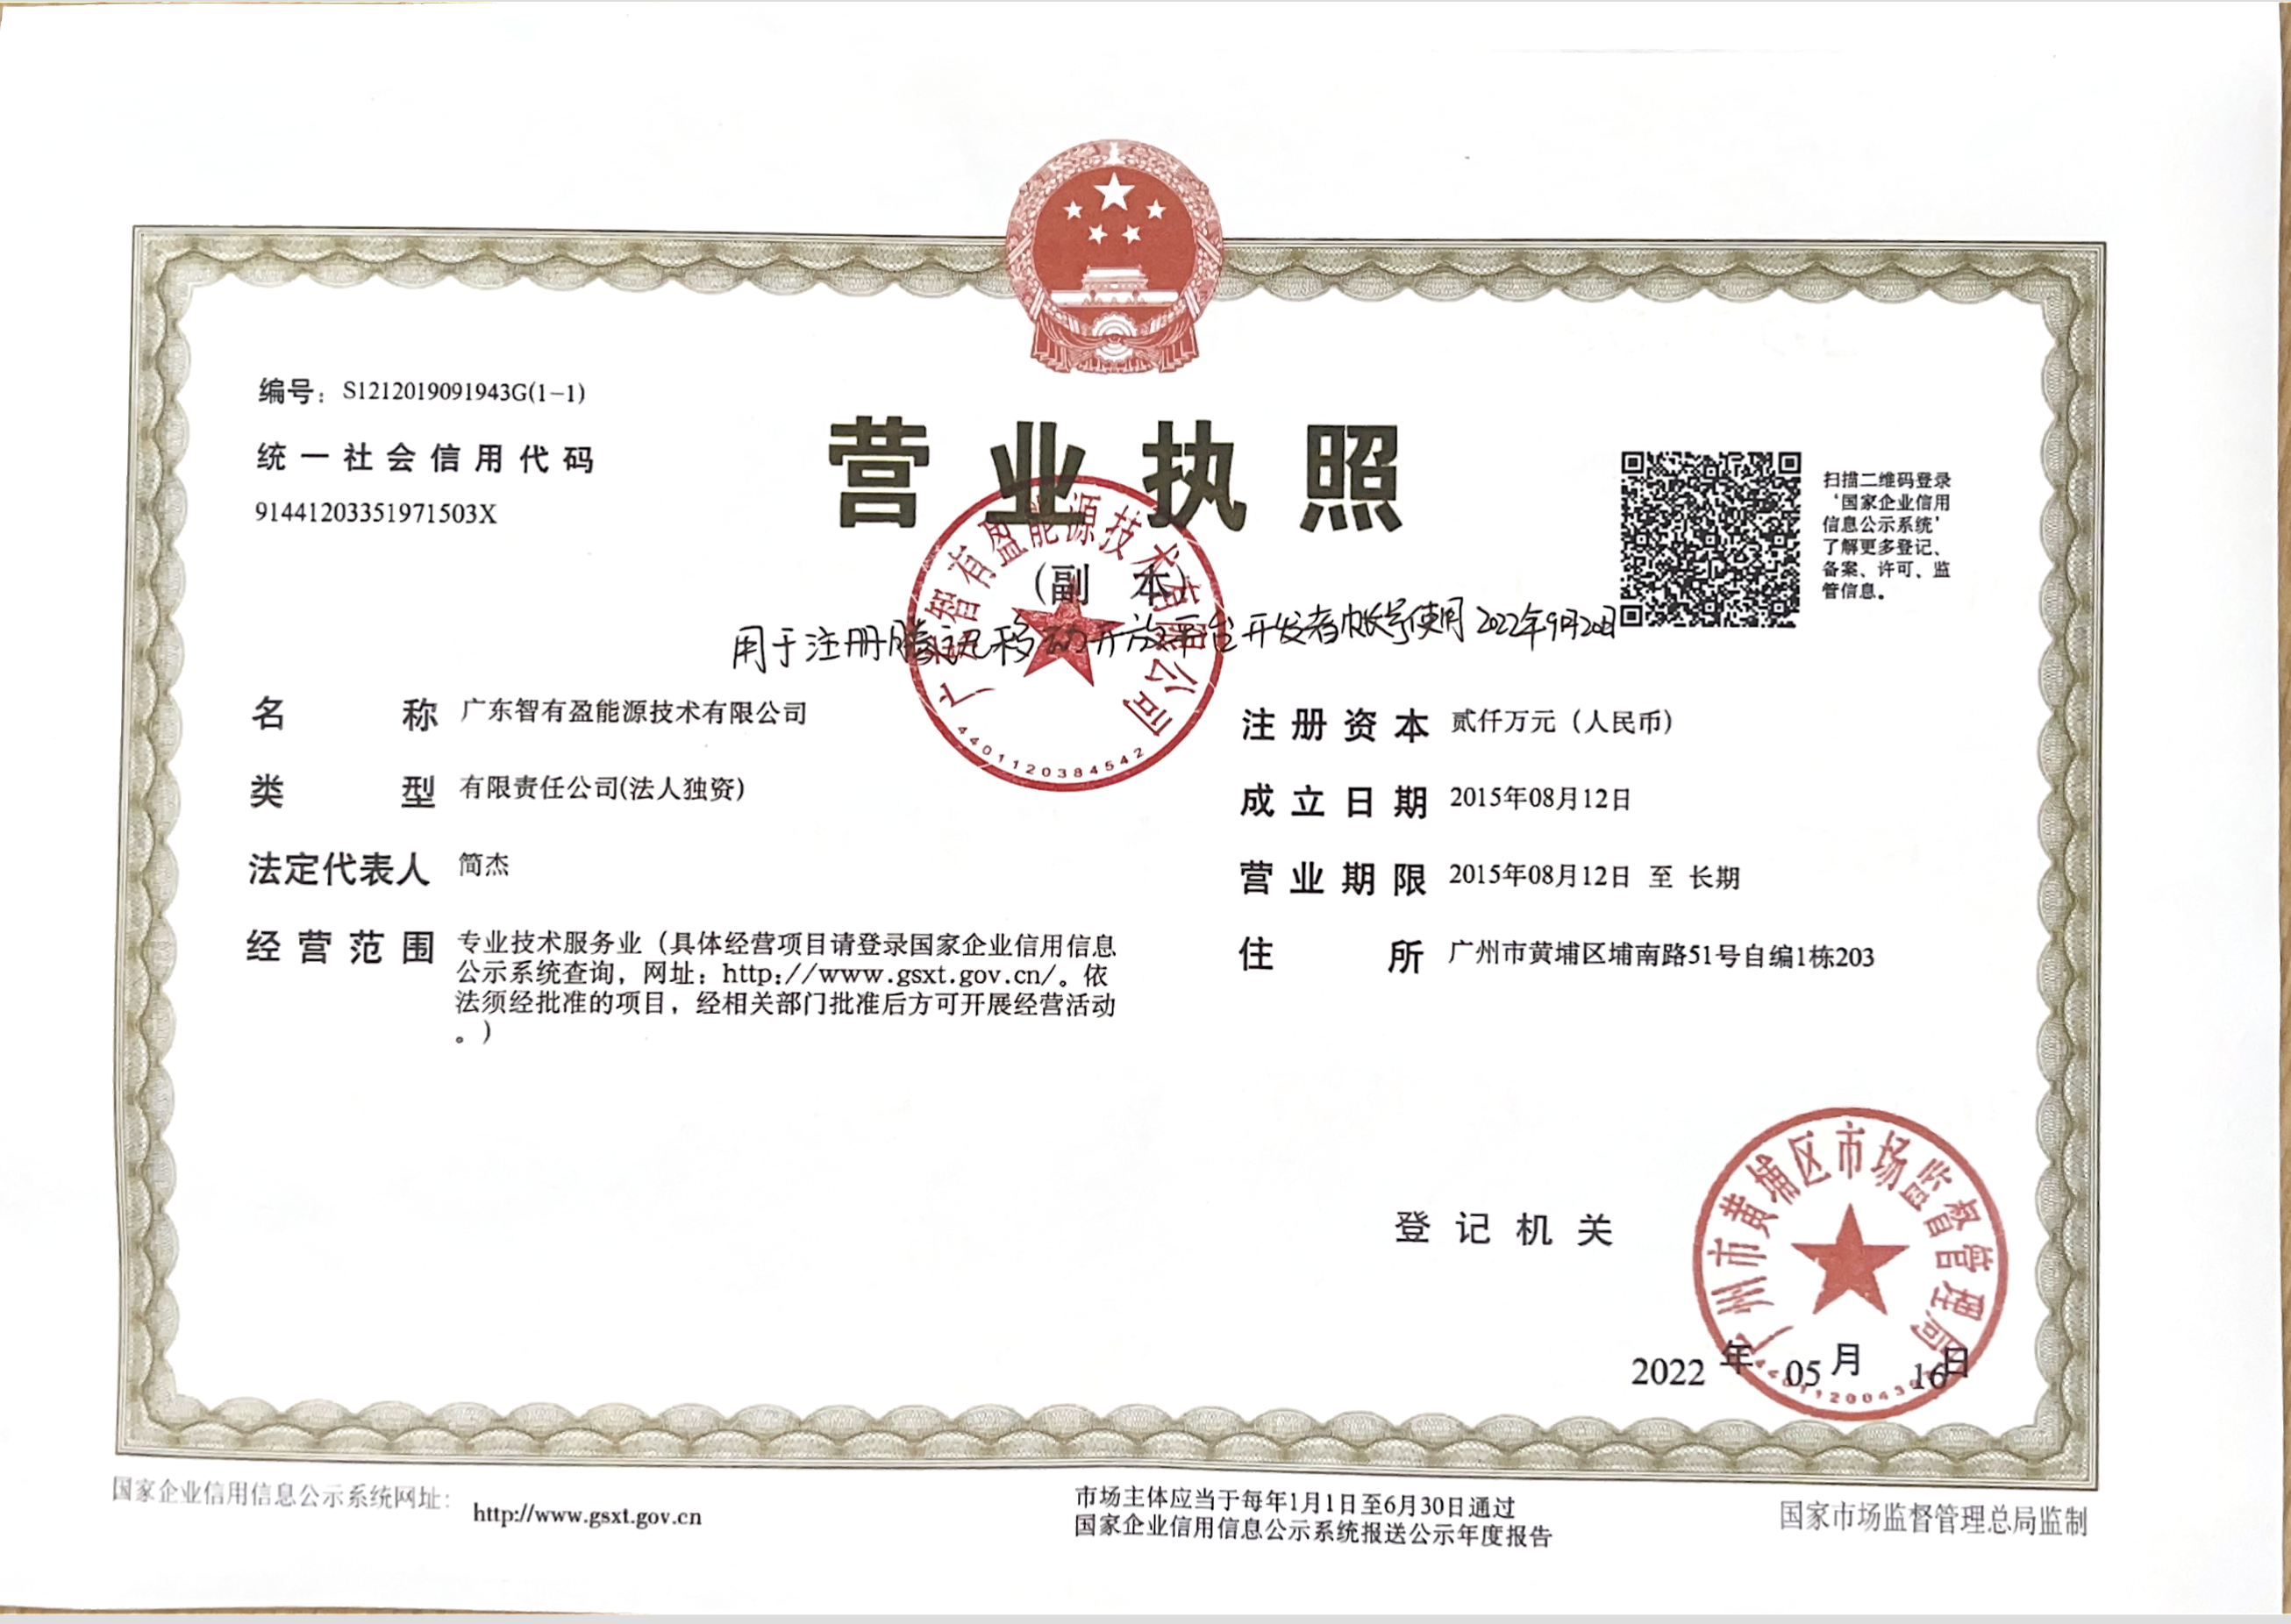 编号：S1212019091943G(1-1)
统一社会信用代码
91441203351971503X
营业执照
(副 本)
扫描二维码登录
‘国家企业信用
信息公示系统’
了解更多登记、
备案、许可、监
管信息。
广东智有盈能源技术有限公司
4401120384542
用于注册腾讯移动开放平台开发者帐号使用 2022年9月20日
名 称 广东智有盈能源技术有限公司
类 型 有限责任公司(法人独资)
法定代表人 简杰
经营范围 专业技术服务业（具体经营项目请登录国家企业信用信息
公示系统查询，网址：http://www.gsxt.gov.cn/。依
法须经批准的项目，经相关部门批准后方可开展经营活动
。）
注册资本 贰仟万元（人民币）
成立日期 2015年08月12日
营业期限 2015年08月12日 至 长期
住 所 广州市黄埔区埔南路51号自编1栋203
登记机关
广州市黄埔区市场监督管理局
2022 年 05 月 16 日
国家企业信用信息公示系统网址：
http://www.gsxt.gov.cn
市场主体应当于每年1月1日至6月30日通过
国家企业信用信息公示系统报送公示年度报告
国家市场监督管理总局监制